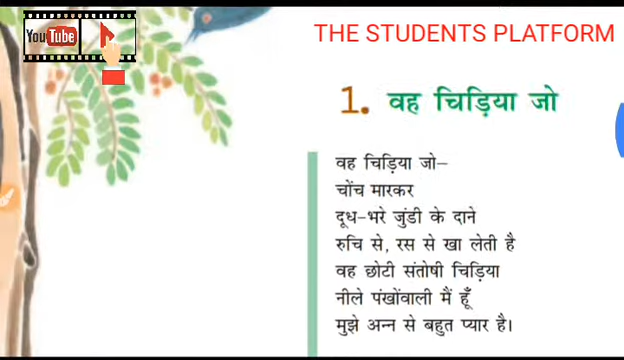 YouTube
THE STUDENTS PLATFORM
1. वह चिड़िया जो
वह चिड़िया जो–
चोंच मारकर
दूध-भरे जुंडी के दाने
रुचि से, रस से खा लेती है
वह छोटी संतोषी चिड़िया
नीले पंखोंवाली मैं हूँ
मुझे अन्न से बहुत प्यार है।